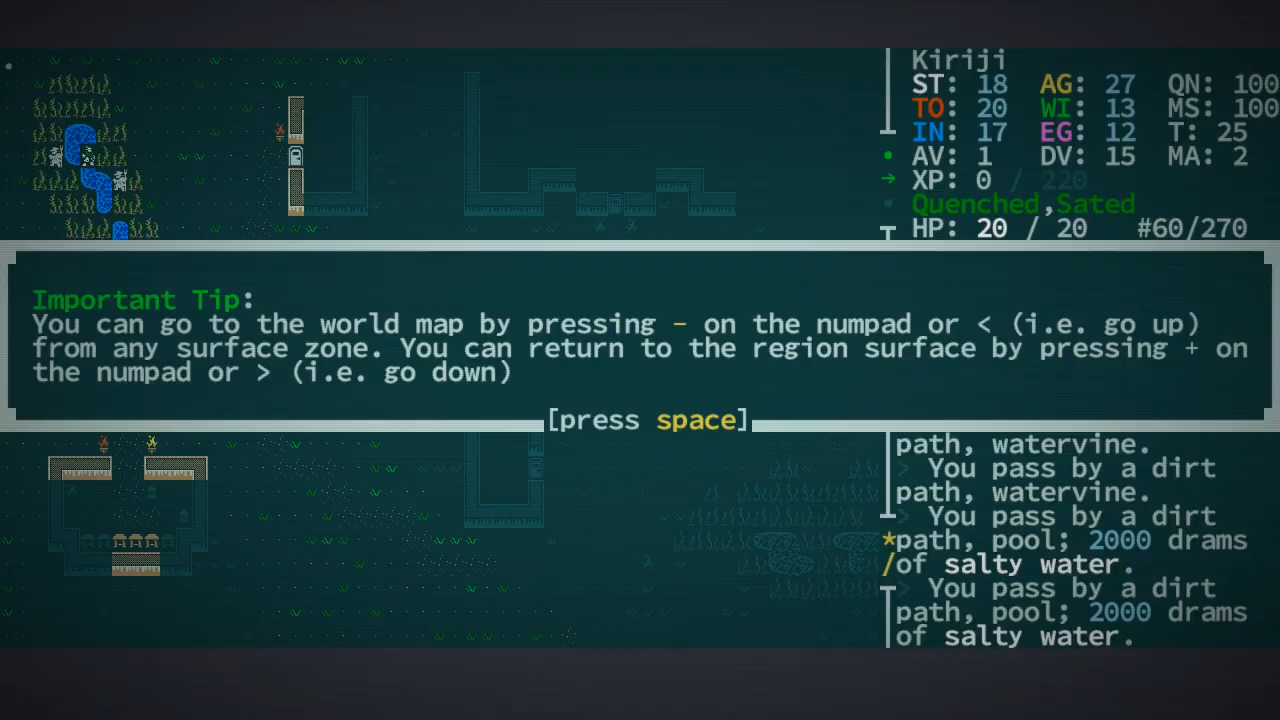 Kiriji
ST: 18 AG: 27 QN: 100
TO: 20 WI: 13 MS: 100
IN: 17 EG: 12 T: 25
AV: 1 DV: 15 MA: 2
XP: 0 / 220
Quenched,Sated
HP: 20 / 20 #60/270
Important Tip:
You can go to the world map by pressing - on the numpad or < (i.e. go up)
from any surface zone. You can return to the region surface by pressing + on
the numpad or > (i.e. go down)
[press space]
path, watervine.
> You pass by a dirt
path, watervine.
> You pass by a dirt
path, pool; 2000 drams
of salty water.
> You pass by a dirt
path, pool; 2000 drams
of salty water.